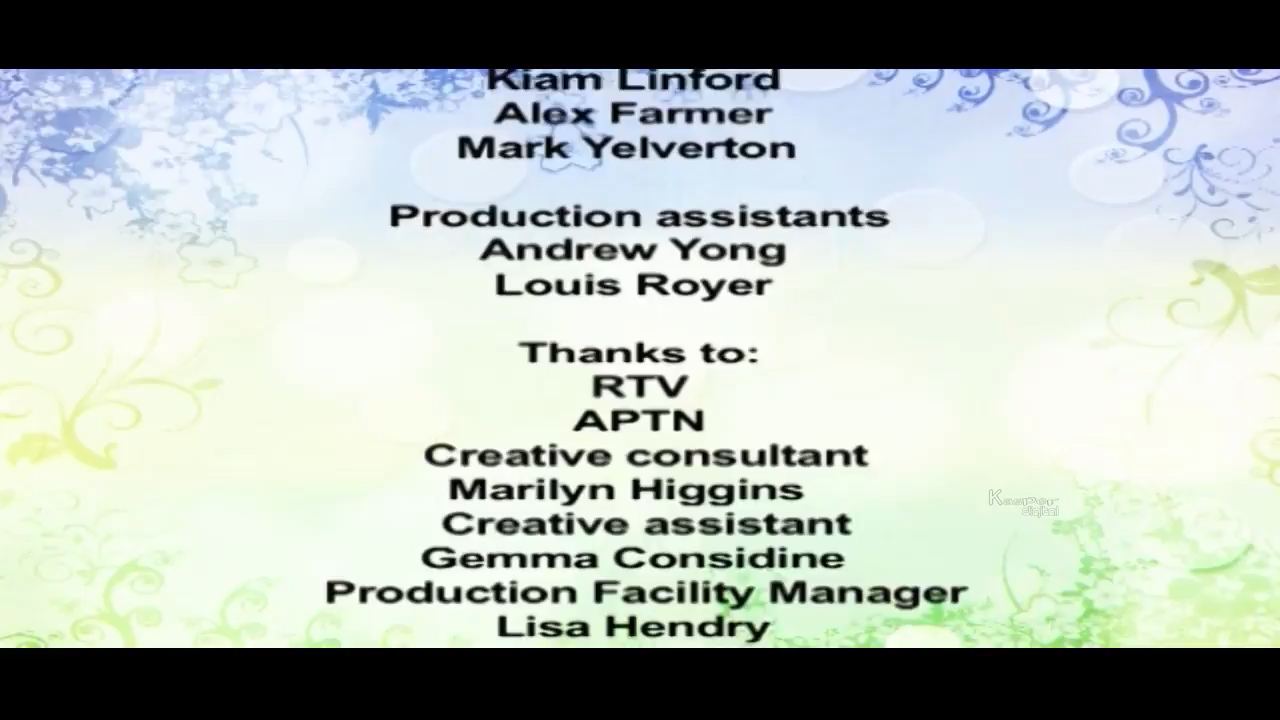 Kiam Linford
Alex Farmer
Mark Yelverton
Production assistants
Andrew Yong
Louis Royer
Thanks to:
RTV
APTN
Creative consultant
Marilyn Higgins
Creative assistant
Gemma Considine
Production Facility Manager
Lisa Hendry
digital